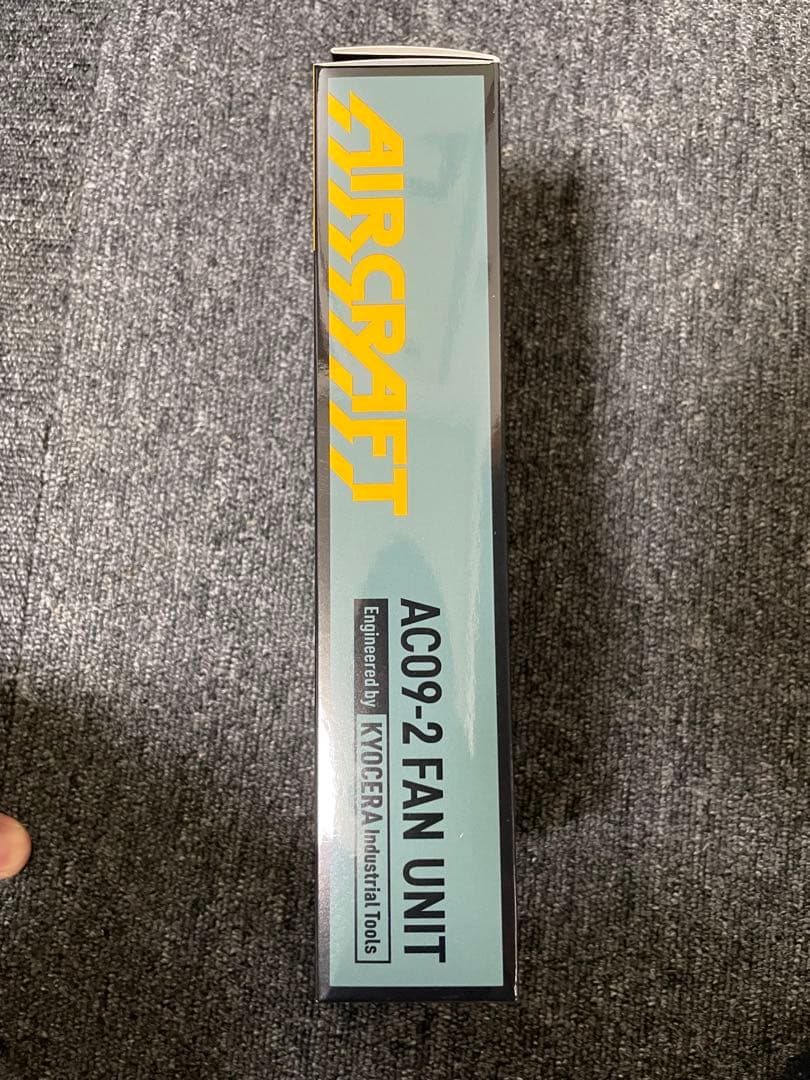 AIRCRAFT
AC09-2 FAN UNIT
Engineered by KYOCERA Industrial Tools